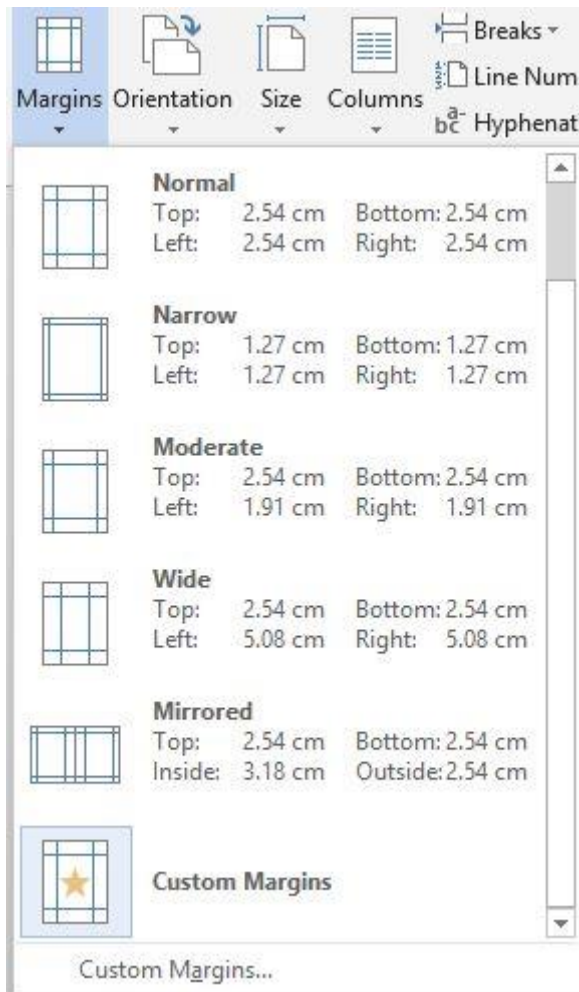 Margins Orientation Size Columns
Breaks
Line Num
Hyphenat
Normal
Top: 2.54 cm Bottom: 2.54 cm
Left: 2.54 cm Right: 2.54 cm
Narrow
Top: 1.27 cm Bottom: 1.27 cm
Left: 1.27 cm Right: 1.27 cm
Moderate
Top: 2.54 cm Bottom: 2.54 cm
Left: 1.91 cm Right: 1.91 cm
Wide
Top: 2.54 cm Bottom: 2.54 cm
Left: 5.08 cm Right: 5.08 cm
Mirrored
Top: 2.54 cm Bottom: 2.54 cm
Inside: 3.18 cm Outside: 2.54 cm
Custom Margins
Custom Margins...